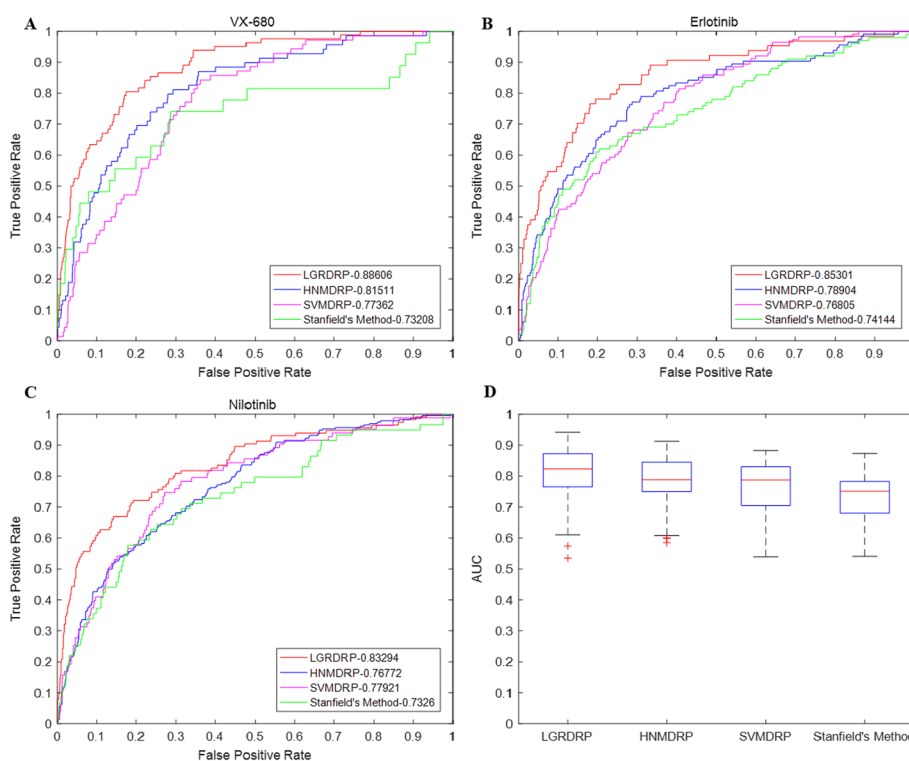 A
VX-680
True Positive Rate
1
0.9
0.8
0.7
0.6
0.5
0.4
0.3
0.2
0.1
0
0 0.1 0.2 0.3 0.4 0.5 0.6 0.7 0.8 0.9 1
False Positive Rate
LGRDRP-0.88606
HNMDRP-0.81511
SVMDRP-0.77362
Stanfield's Method-0.73208
B
Erlotinib
True Positive Rate
1
0.9
0.8
0.7
0.6
0.5
0.4
0.3
0.2
0.1
0
0 0.1 0.2 0.3 0.4 0.5 0.6 0.7 0.8 0.9
False Positive Rate
LGRDRP-0.85301
HNMDRP-0.78904
SVMDRP-0.76805
Stanfield's Method-0.74144
C
Nilotinib
True Positive Rate
1
0.9
0.8
0.7
0.6
0.5
0.4
0.3
0.2
0.1
0
0 0.1 0.2 0.3 0.4 0.5 0.6 0.7 0.8 0.9 1
False Positive Rate
LGRDRP-0.83294
HNMDRP-0.76772
SVMDRP-0.77921
Stanfield's Method-0.7326
D
AUC
1
0.9
0.8
0.7
0.6
0.5
0.4
0.3
0.2
0.1
0
LGRDRP HNMDRP SVMDRP Stanfield's Method